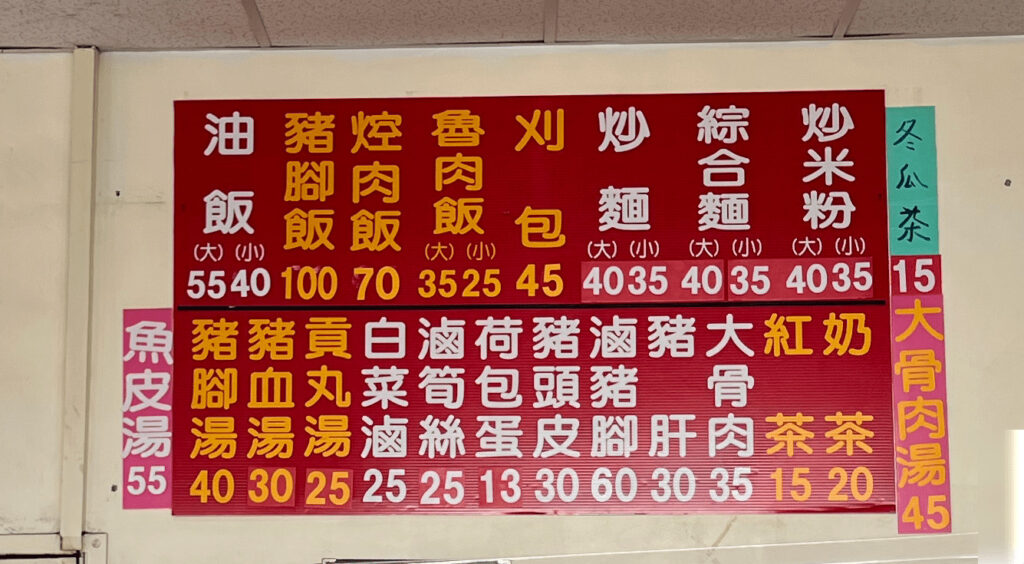 油飯
(大) (小)
55 40
豬腳飯
100
焢肉飯
70
魯肉飯
(大) (小)
35 25
刈包
45
炒麵
(大) (小)
40 35
綜合麵
(大) (小)
40 35
炒米粉
(大) (小)
40 35
冬瓜茶
15
魚皮湯
55
豬腳湯
40
豬血湯
30
貢丸湯
25
白菜滷
25
滷筍絲
25
荷包蛋
13
豬頭皮
30
滷豬腳
60
豬肝
30
大骨肉
35
紅茶
15
奶茶
20
大骨肉湯
45